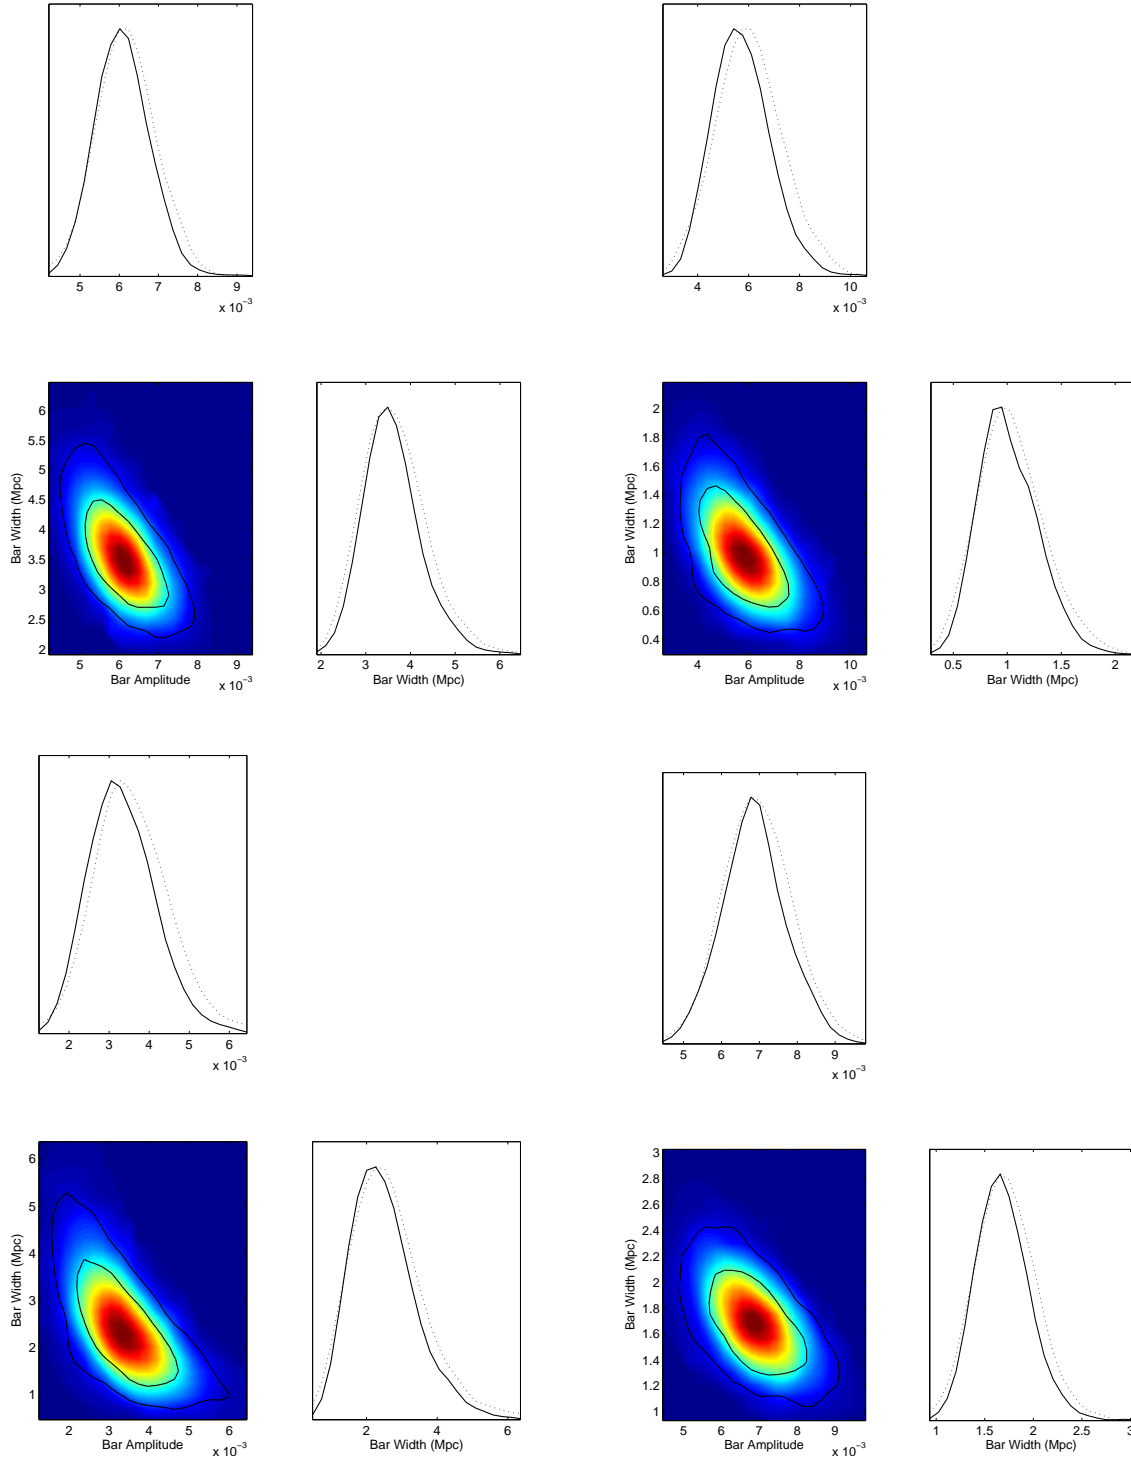 5 6 7 8 9
x 10⁻³
4 6 8 10
x 10⁻³
6
5.5
5
4.5
4
3.5
3
2.5
2
Bar Width (Mpc)
5 6 7 8 9
Bar Amplitude
x 10⁻³
2 3 4 5 6
Bar Width (Mpc)
2
1.8
1.6
1.4
1.2
1
0.8
0.6
0.4
Bar Width (Mpc)
4 6 8 10
Bar Amplitude
x 10⁻³
0.5 1 1.5 2
Bar Width (Mpc)
2 3 4 5 6
x 10⁻³
5 6 7 8 9
x 10⁻³
6
5
4
3
2
1
Bar Width (Mpc)
2 3 4 5 6
Bar Amplitude
x 10⁻³
2 4 6
Bar Width (Mpc)
3
2.8
2.6
2.4
2.2
2
1.8
1.6
1.4
1.2
1
Bar Width (Mpc)
5 6 7 8 9
Bar Amplitude
x 10⁻³
1 1.5 2 2.5 3
Bar Width (Mpc)